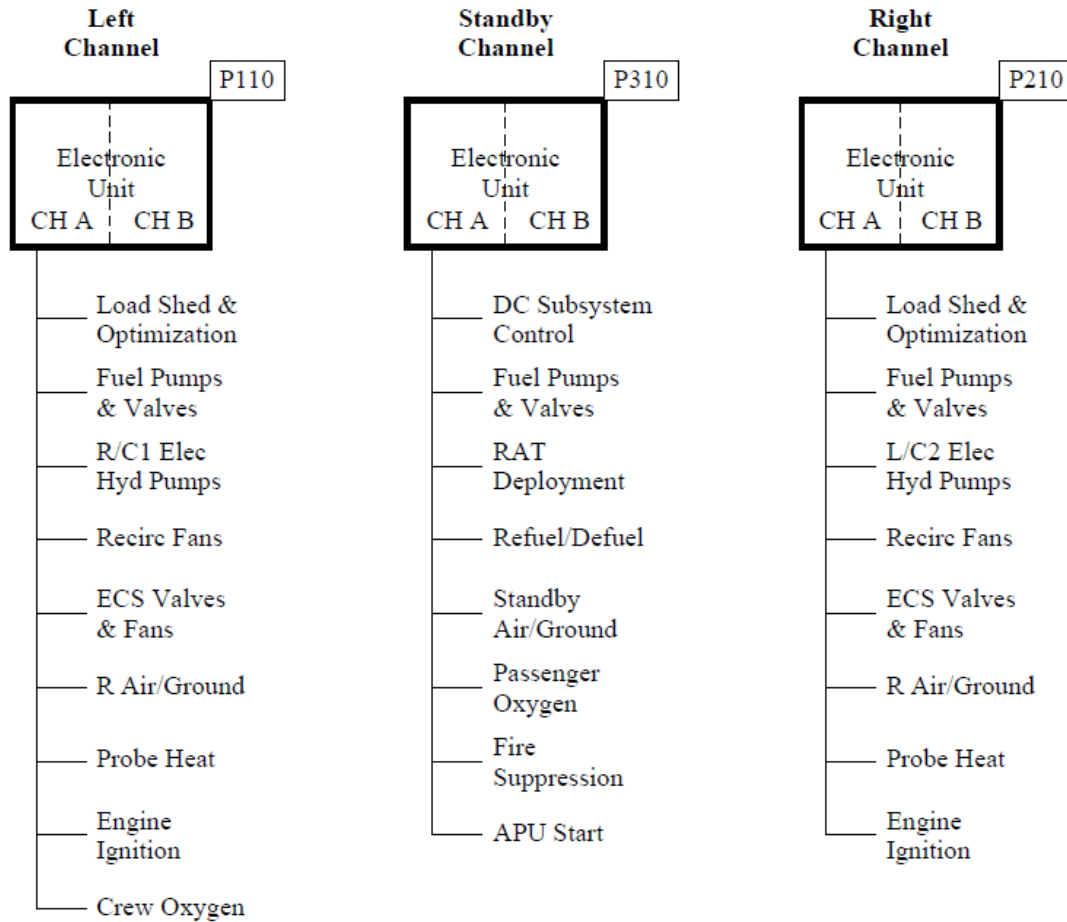 Left
Channel
P110
Electronic
Unit
CH A CH B
Load Shed &
Optimization
Fuel Pumps
& Valves
R/C1 Elec
Hyd Pumps
Recirc Fans
ECS Valves
& Fans
R Air/Ground
Probe Heat
Engine
Ignition
Crew Oxygen
Standby
Channel
P310
Electronic
Unit
CH A CH B
DC Subsystem
Control
Fuel Pumps
& Valves
RAT
Deployment
Refuel/Defuel
Standby
Air/Ground
Passenger
Oxygen
Fire
Suppression
APU Start
Right
Channel
P210
Electronic
Unit
CH A CH B
Load Shed &
Optimization
Fuel Pumps
& Valves
L/C2 Elec
Hyd Pumps
Recirc Fans
ECS Valves
& Fans
R Air/Ground
Probe Heat
Engine
Ignition